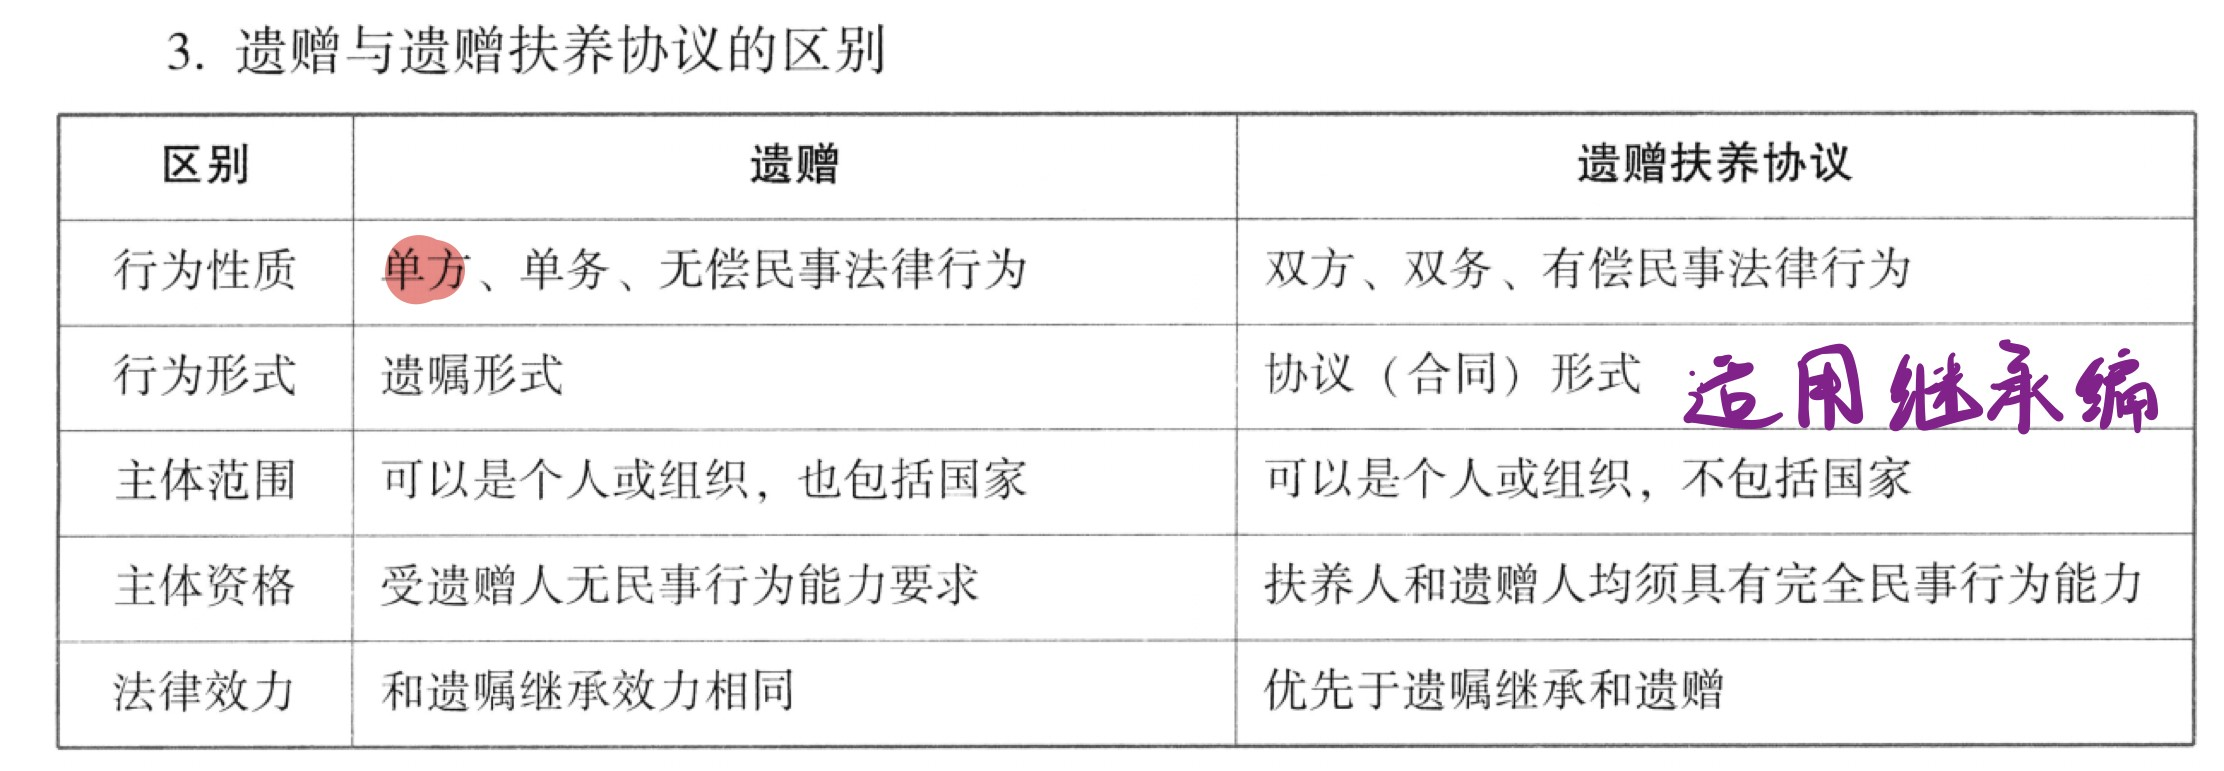 3. 遗赠与遗赠扶养协议的区别
区别 遗赠 遗赠扶养协议
行为性质 单方、单务、无偿民事法律行为 双方、双务、有偿民事法律行为
行为形式 遗嘱形式 协议（合同）形式 适用继承编
主体范围 可以是个人或组织，也包括国家 可以是个人或组织，不包括国家
主体资格 受遗赠人无民事行为能力要求 扶养人和遗赠人均须具有完全民事行为能力
法律效力 和遗嘱继承效力相同 优先于遗嘱继承和遗赠